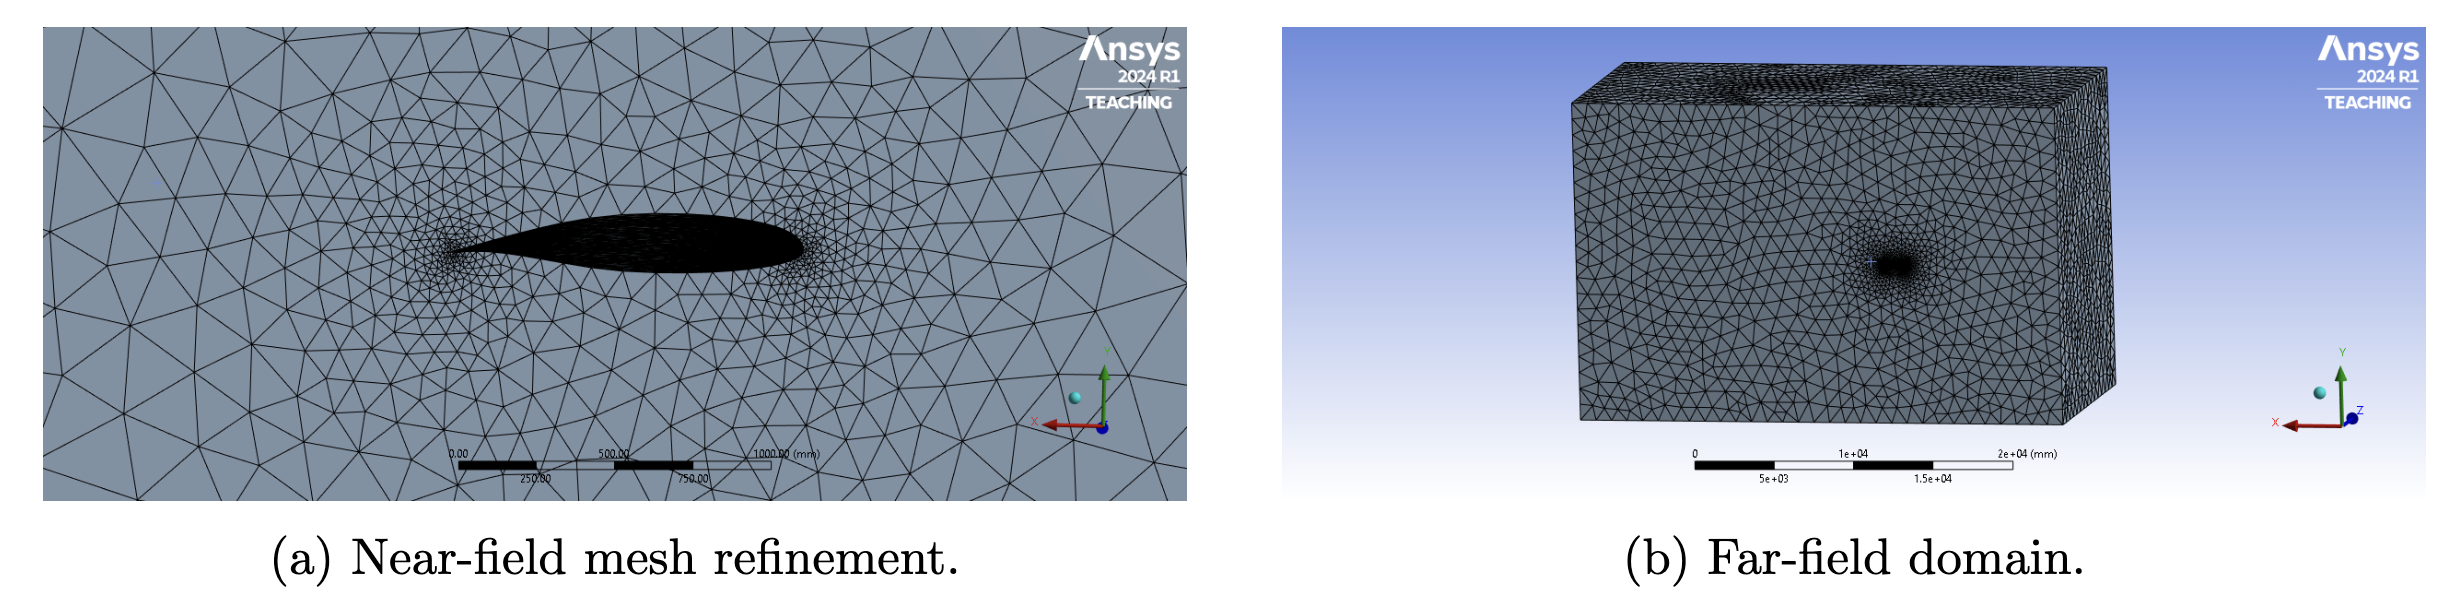 Ansys
2024 R1
TEACHING
Y
X
0.00 500.00 1000.00 (mm)
250.00 750.00
(a) Near-field mesh refinement.
Ansys
2024 R1
TEACHING
Y
Z
X
0 1e+04 2e+04 (mm)
5e+03 1.5e+04
(b) Far-field domain.